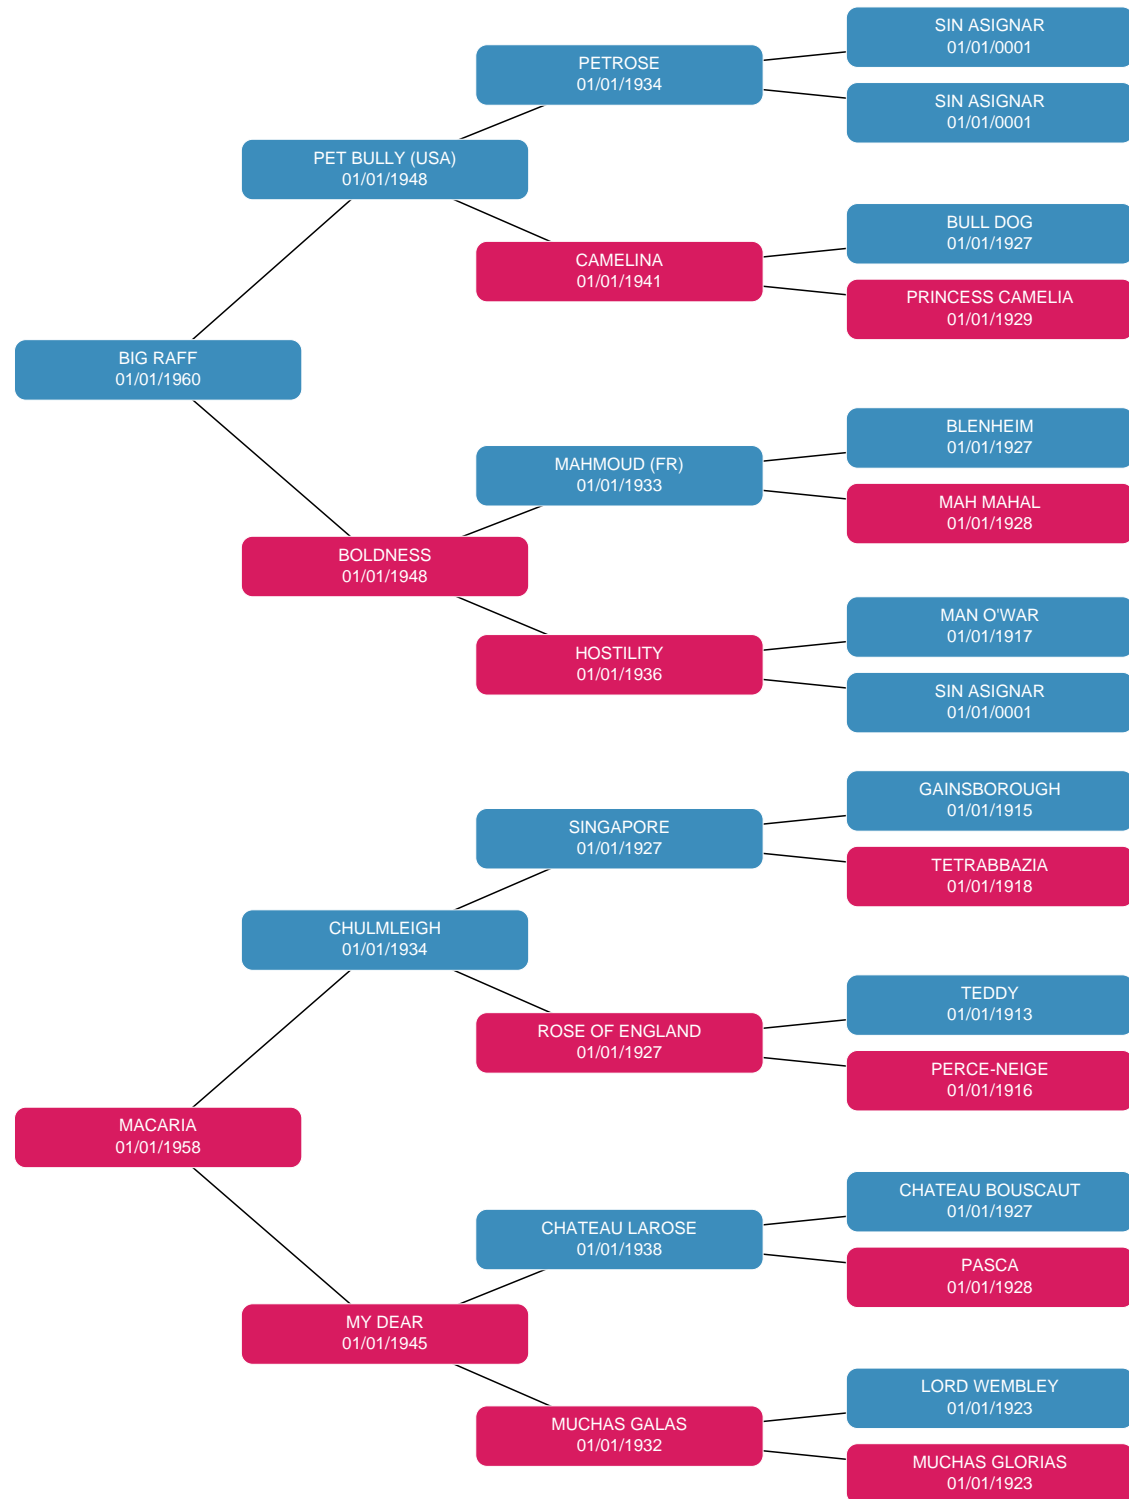 SIN ASIGNAR
01/01/0001
PETROSE
01/01/1934
SIN ASIGNAR
01/01/0001
PET BULLY (USA)
01/01/1948
BULL DOG
01/01/1927
CAMELINA
01/01/1941
PRINCESS CAMELIA
01/01/1929
BIG RAFF
01/01/1960
BLENHEIM
01/01/1927
MAHMOUD (FR)
01/01/1933
MAH MAHAL
01/01/1928
BOLDNESS
01/01/1948
MAN O'WAR
01/01/1917
HOSTILITY
01/01/1936
SIN ASIGNAR
01/01/0001
GAINSBOROUGH
01/01/1915
SINGAPORE
01/01/1927
TETRABBAZIA
01/01/1918
CHULMLEIGH
01/01/1934
TEDDY
01/01/1913
ROSE OF ENGLAND
01/01/1927
PERCE-NEIGE
01/01/1916
MACARIA
01/01/1958
CHATEAU BOUSCAUT
01/01/1927
CHATEAU LAROSE
01/01/1938
PASCA
01/01/1928
MY DEAR
01/01/1945
LORD WEMBLEY
01/01/1923
MUCHAS GALAS
01/01/1932
MUCHAS GLORIAS
01/01/1923